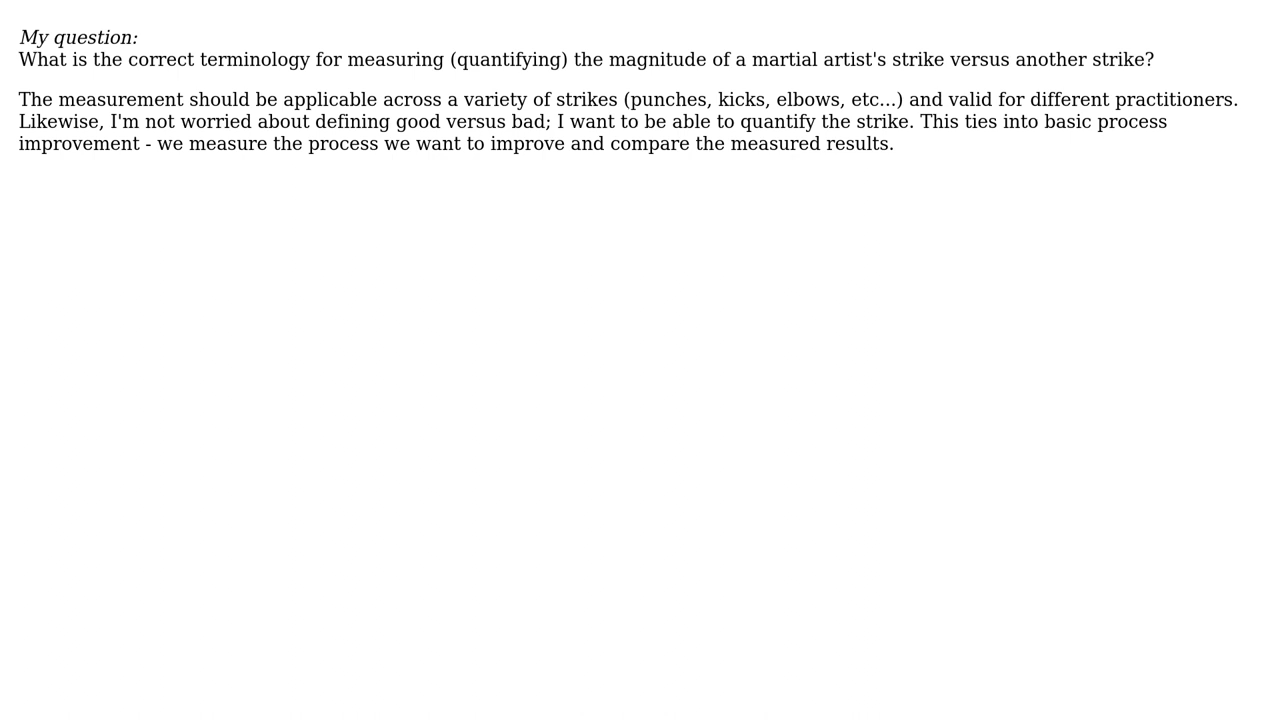 My question:
What is the correct terminology for measuring (quantifying) the magnitude of a martial artist's strike versus another strike?
The measurement should be applicable across a variety of strikes (punches, kicks, elbows, etc...) and valid for different practitioners.
Likewise, I'm not worried about defining good versus bad; I want to be able to quantify the strike. This ties into basic process
improvement - we measure the process we want to improve and compare the measured results.